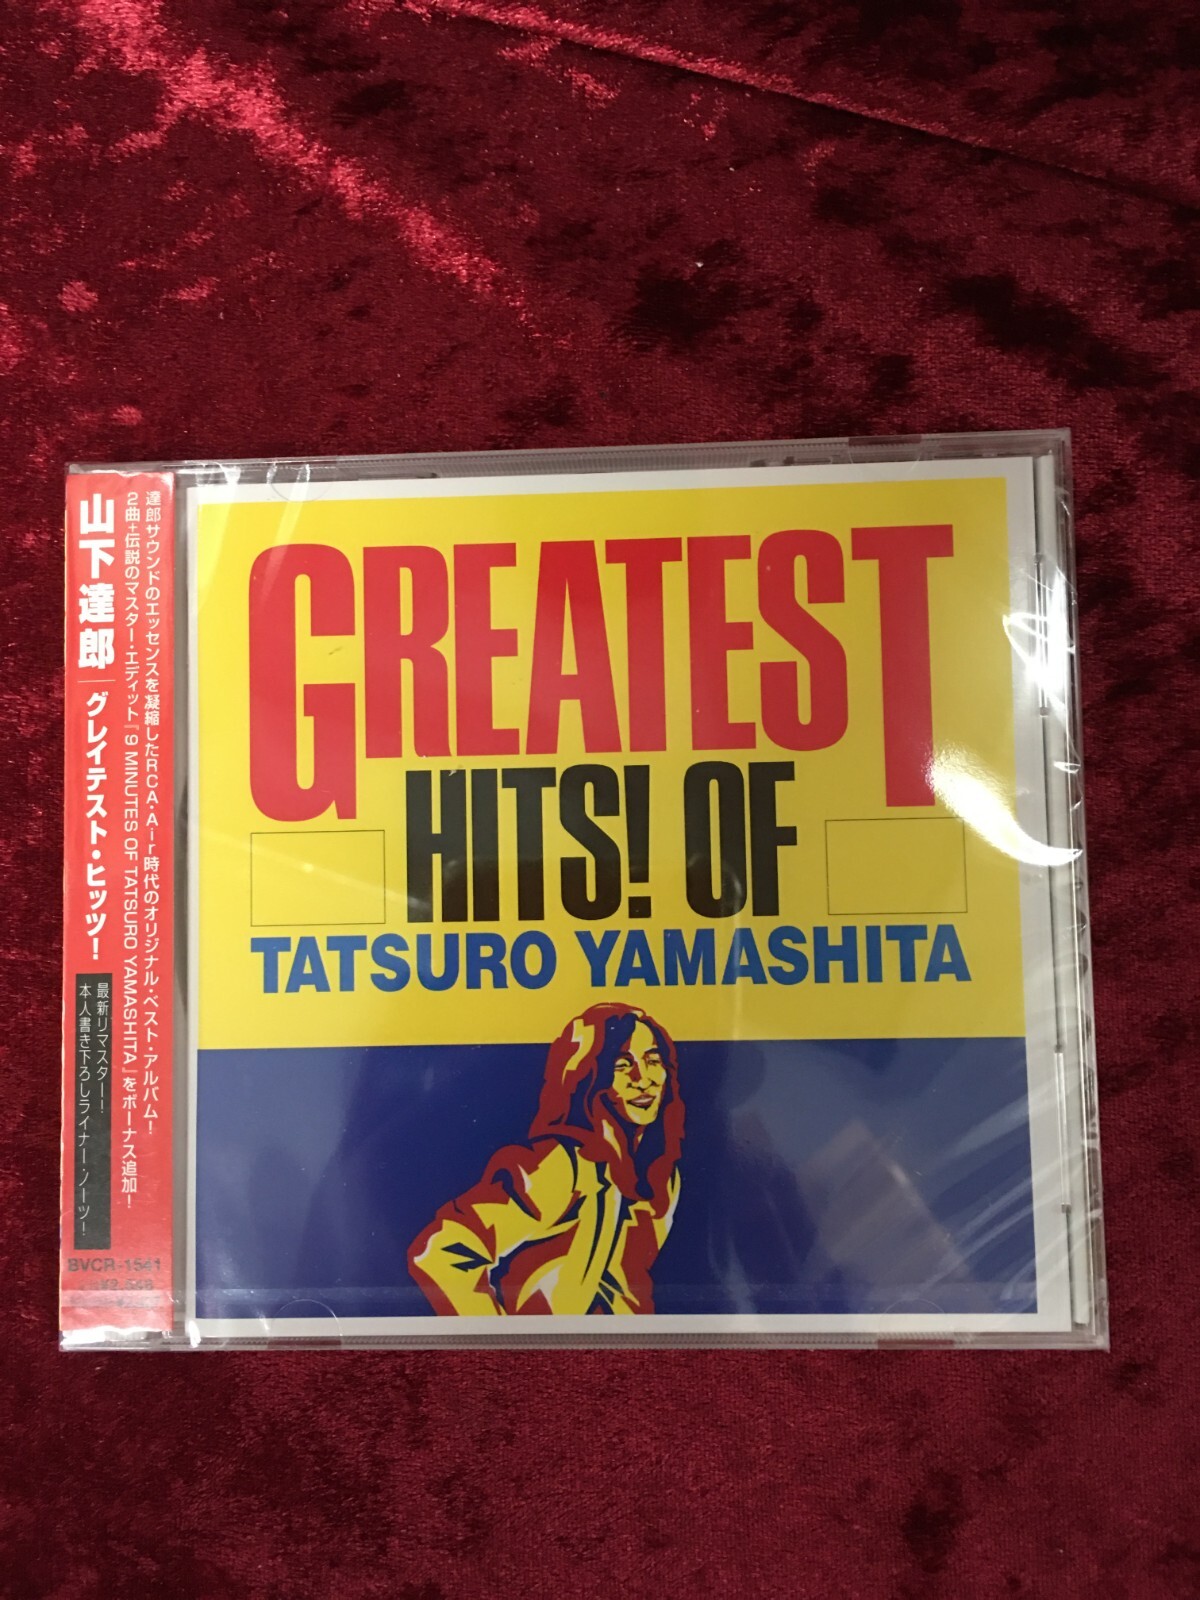 達郎サウンドのエッセンスを凝縮したRCA・Air時代のオリジナル・ベスト・アルバム!
2曲+伝説のマスター・エディット『9 MINUTES OF TATSURO YAMASHITA』をボーナス追加!
山下達郎 グレイテスト・ヒッツ!
最新リマスター!
本人書き下ろしライナー・ノーツ!
BVCR-1541
¥2,548
GREATEST
HITS! OF
TATSURO YAMASHITA